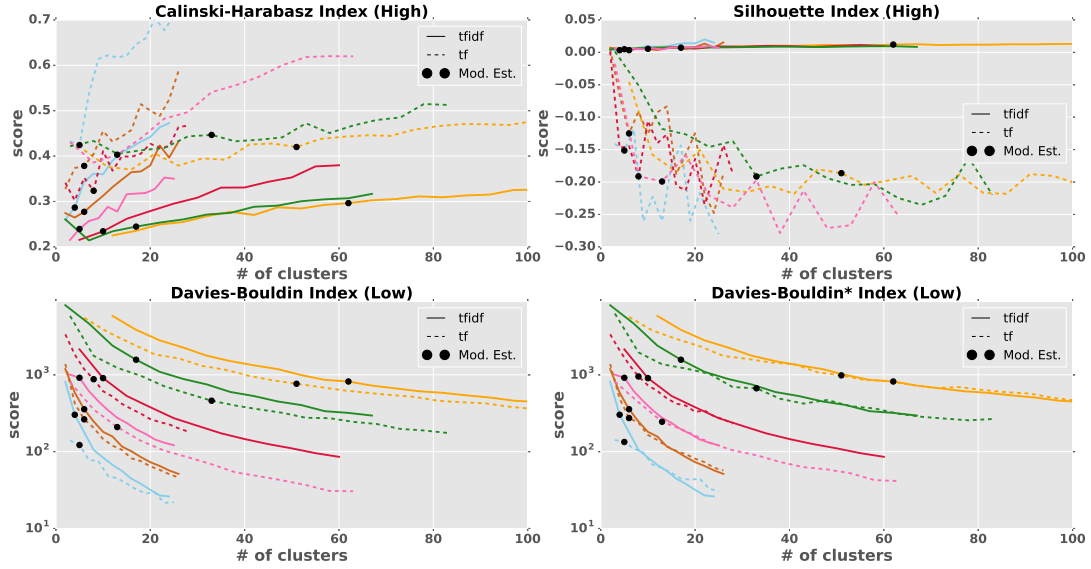 Calinski-Harabasz Index (High)
0.7
0.6
0.5
0.4
0.3
0.2
score
tfidf
tf
Mod. Est.
0 20 40 60 80 100
# of clusters
Silhouette Index (High)
0.05
0.00
−0.05
−0.10
−0.15
−0.20
−0.25
−0.30
score
tfidf
tf
Mod. Est.
0 20 40 60 80 100
# of clusters
Davies-Bouldin Index (Low)
10³
10²
10¹
score
tfidf
tf
Mod. Est.
0 20 40 60 80 100
# of clusters
Davies-Bouldin* Index (Low)
10³
10²
10¹
score
tfidf
tf
Mod. Est.
0 20 40 60 80 100
# of clusters